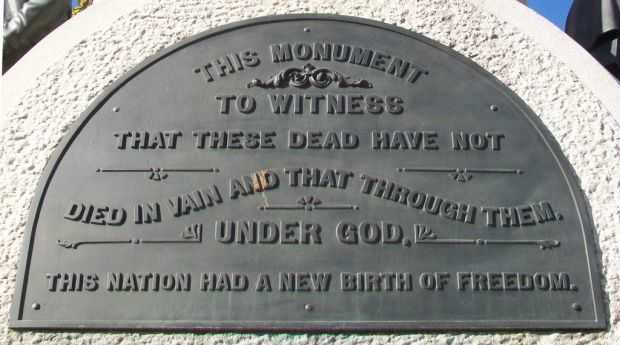 THIS MONUMENT
TO WITNESS
THAT THESE DEAD HAVE NOT
DIED IN VAIN AND THAT THROUGH THEM.
UNDER GOD.
THIS NATION HAD A NEW BIRTH OF FREEDOM.